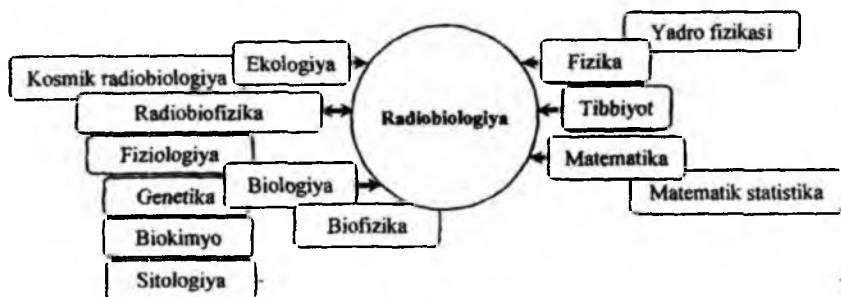 Yadro fizikasi
Ekologiya
Fizika
Kosmik radiobiologiya
Radiobiofizika
Radiobiologiya
Tibbiyot
Fiziologiya
Matematika
Biologiya
Genetika
Matematik statistika
Biofizika
Biokimyo
Sitologiya